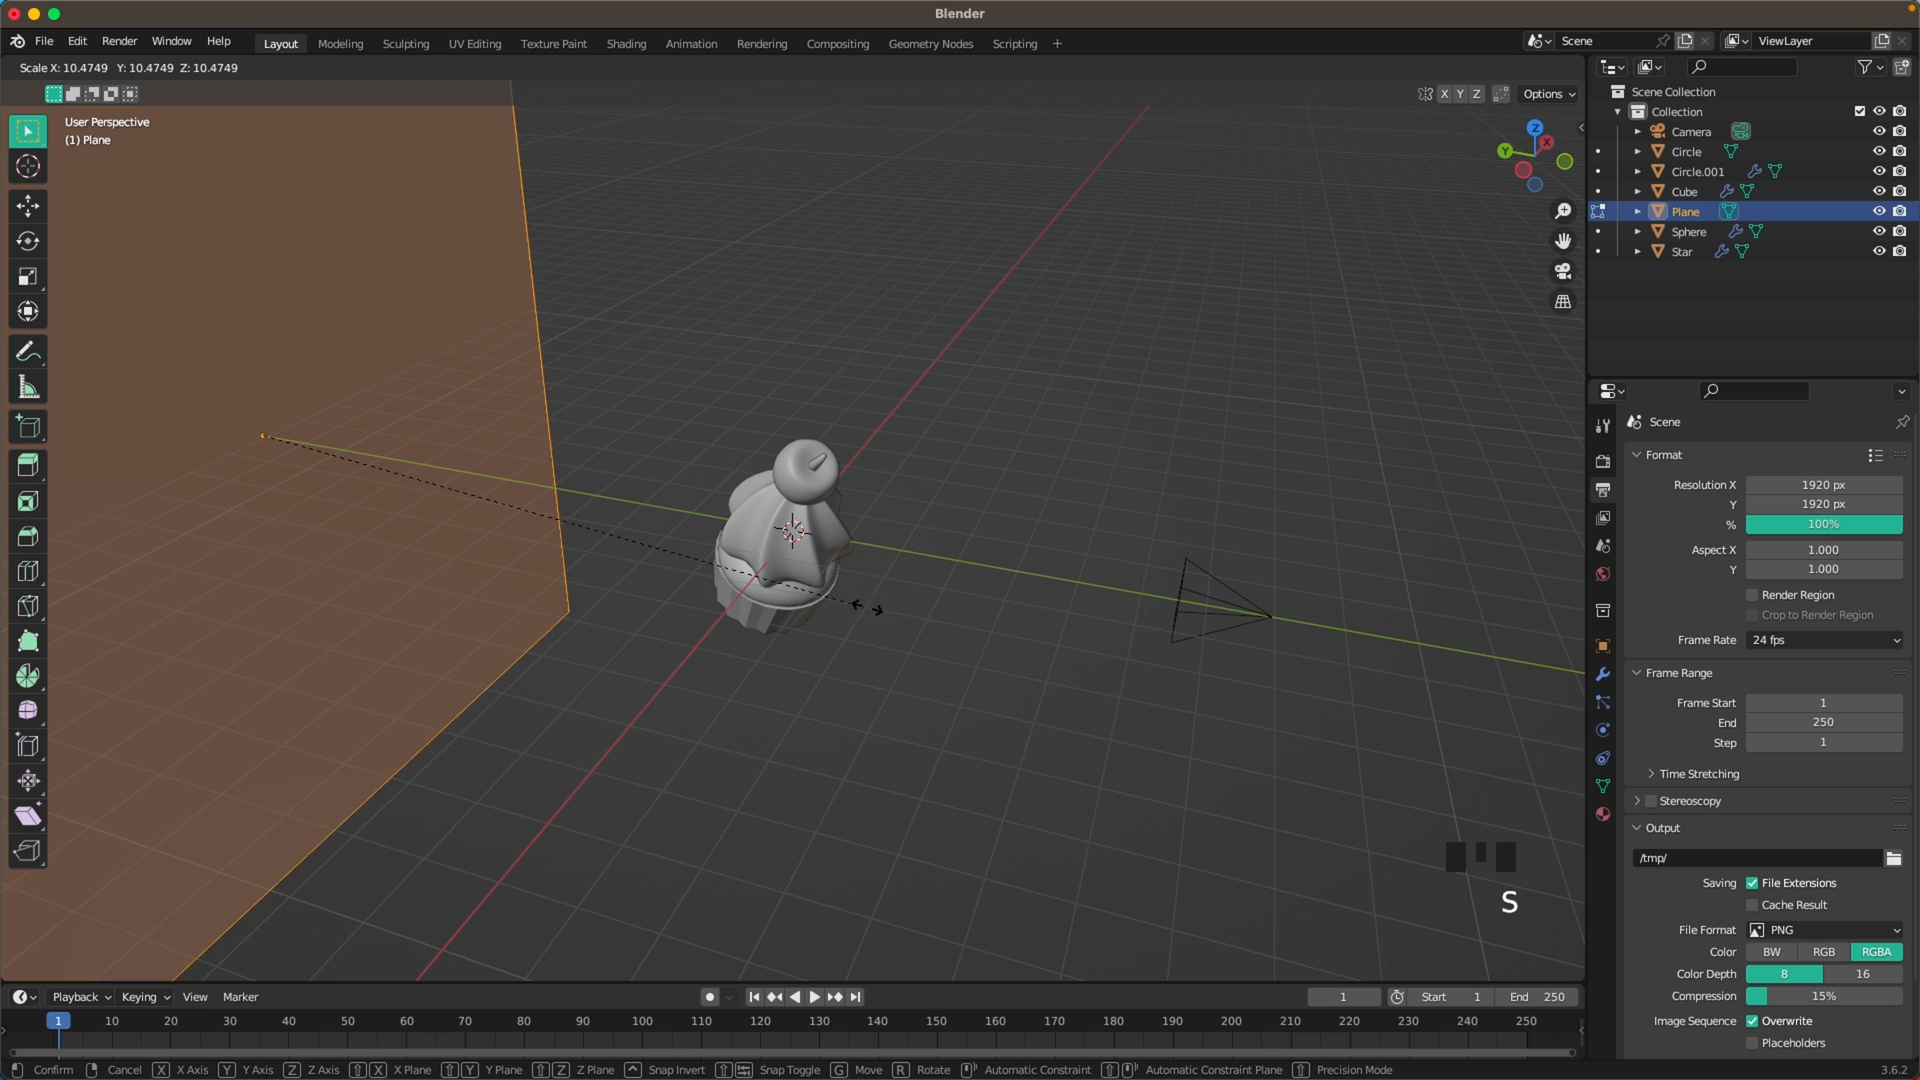 Blender
File Edit Render Window Help Layout Modeling Sculpting UV Editing Texture Paint Shading Animation Rendering Compositing Geometry Nodes Scripting + Scene ViewLayer
Scale X: 10.4749 Y: 10.4749 Z: 10.4749
X Y Z Options
User Perspective
(1) Plane
Z
X
Y
S
Scene Collection
Collection
Camera
Circle
Circle.001
Cube
Plane
Sphere
Star
Scene
Format
Resolution X 1920 px
Y 1920 px
% 100%
Aspect X 1.000
Y 1.000
Render Region
Crop to Render Region
Frame Rate 24 fps
Frame Range
Frame Start 1
End 250
Step 1
Time Stretching
Stereoscopy
Output
/tmp/
Saving File Extensions
Cache Result
File Format PNG
Color BW RGB RGBA
Color Depth 8 16
Compression 15%
Image Sequence Overwrite
Placeholders
Playback Keying View Marker 1 Start 1 End 250
1 10 20 30 40 50 60 70 80 90 100 110 120 130 140 150 160 170 180 190 200 210 220 230 240 250
Confirm Cancel X X Axis Y Y Axis Z Z Axis X X Plane Y Y Plane Z Z Plane Snap Invert Snap Toggle G Move R Rotate Automatic Constraint Automatic Constraint Plane Precision Mode 3.6.2